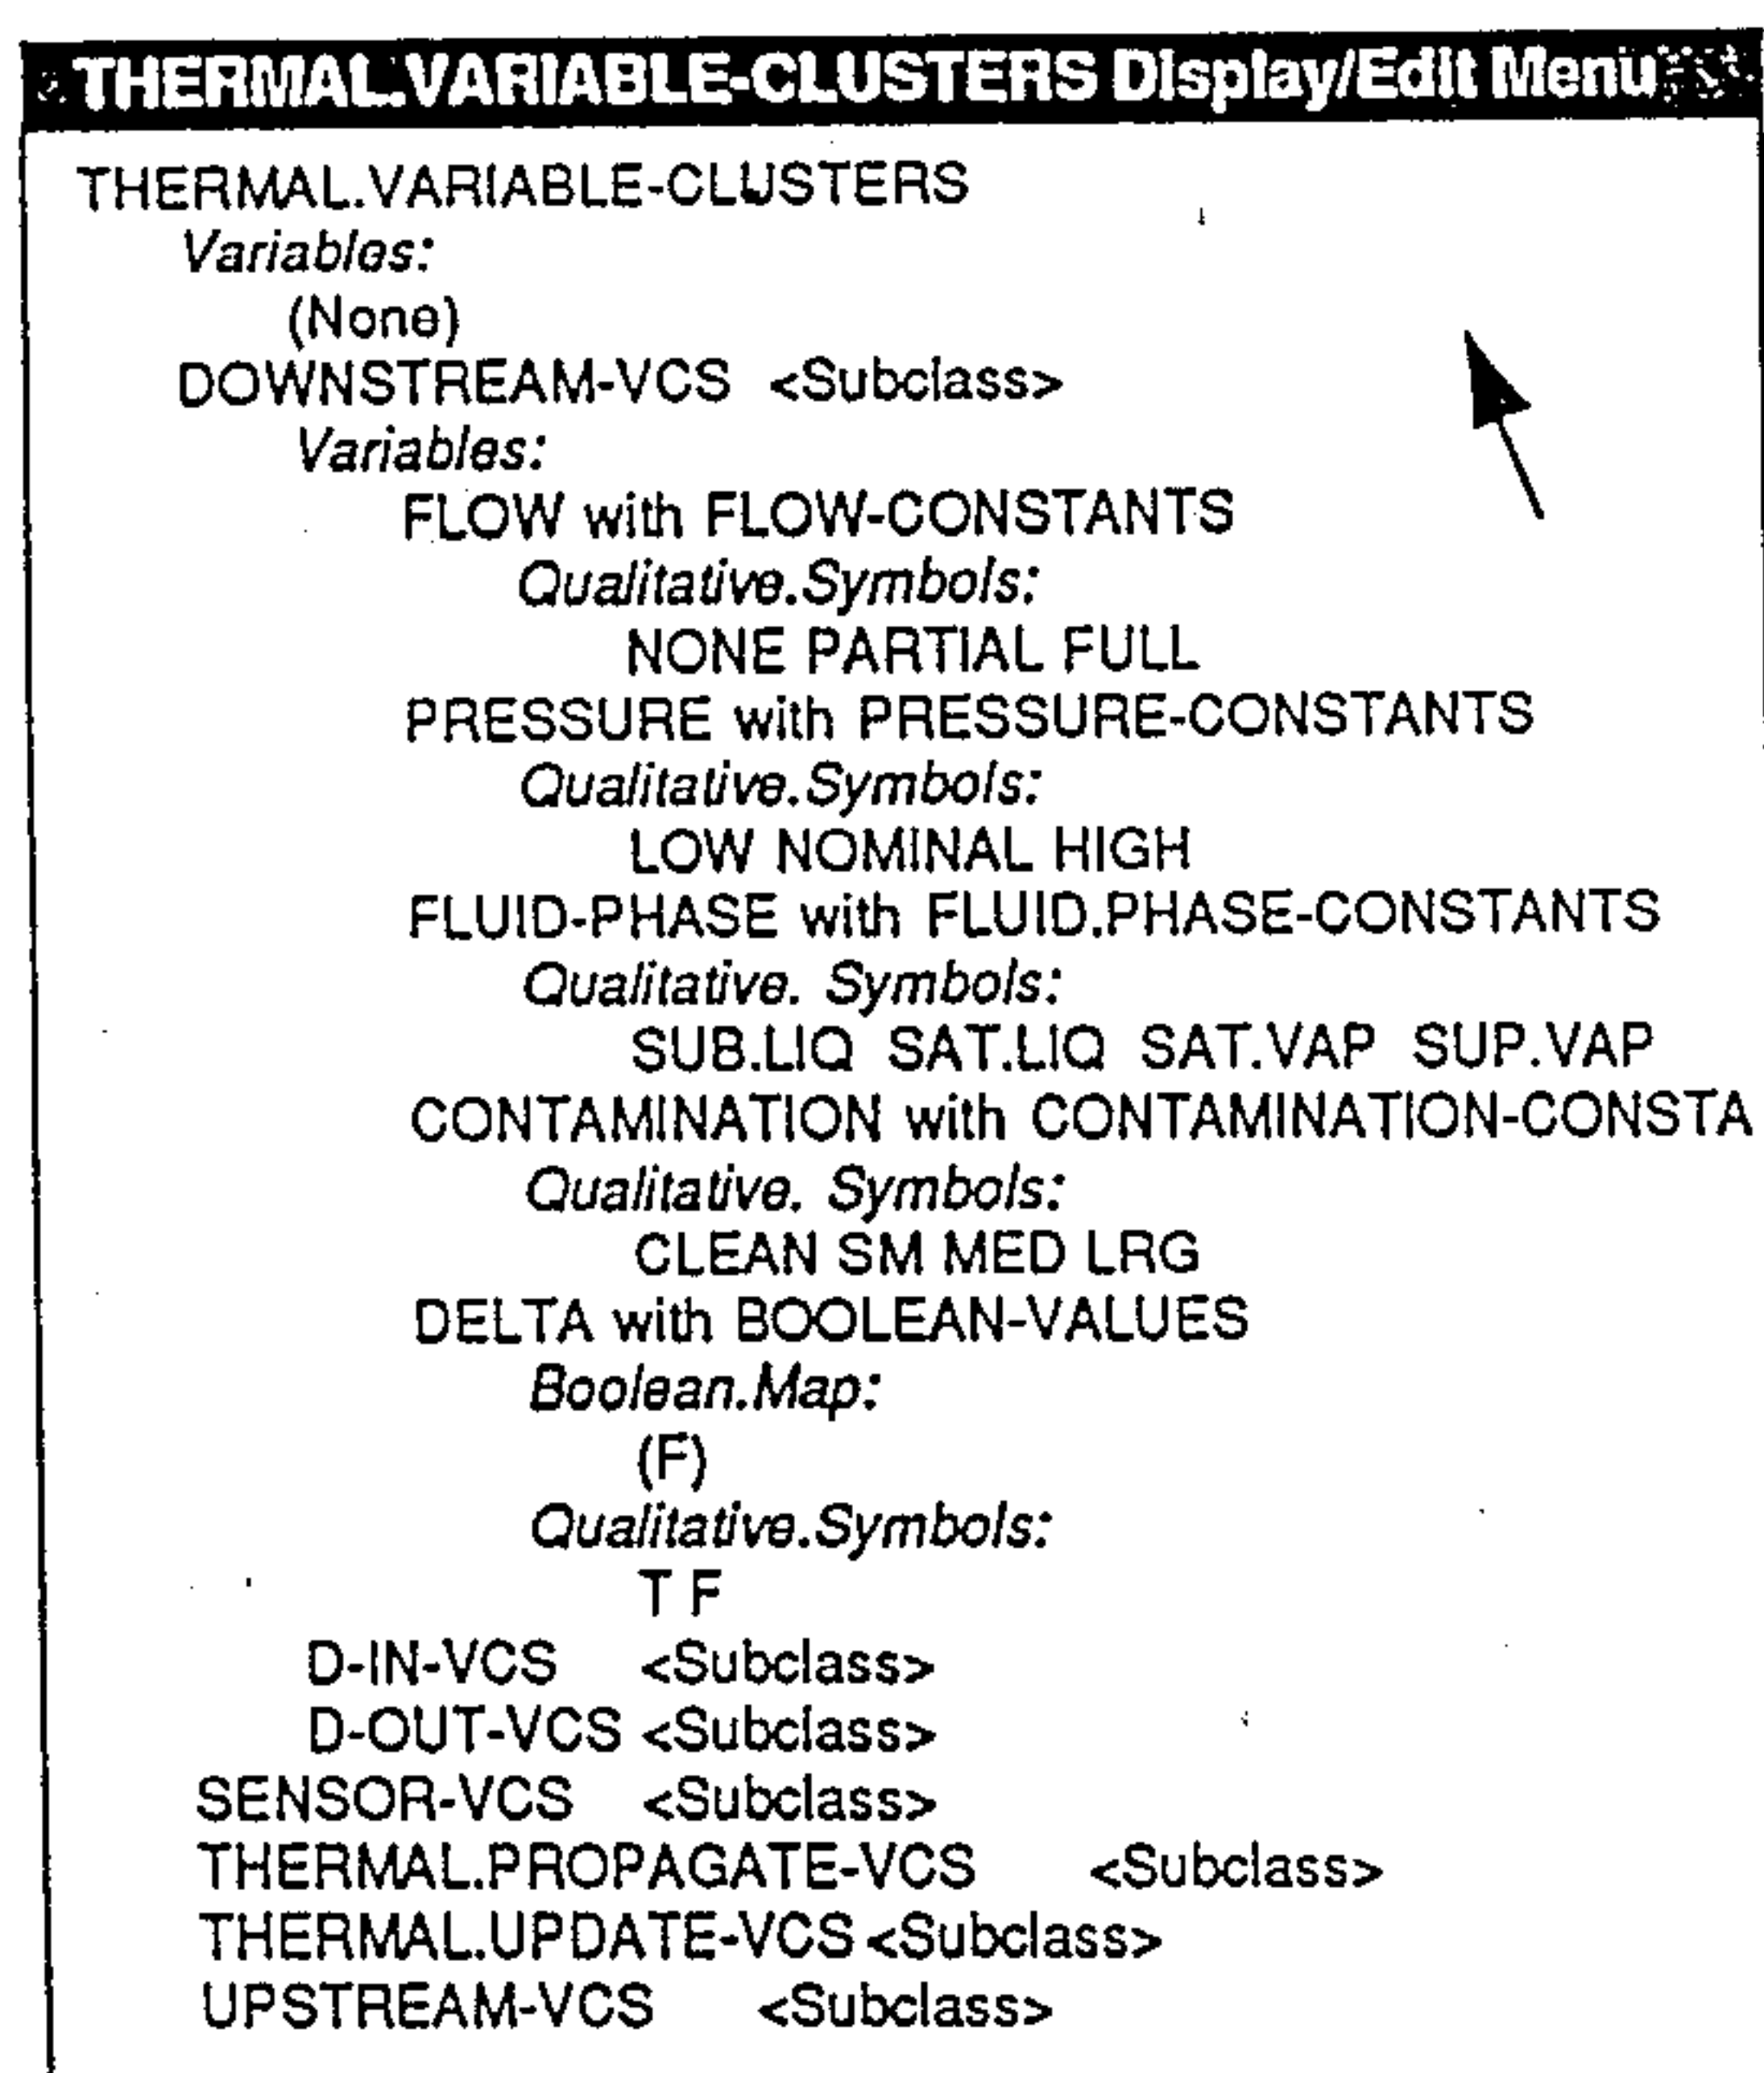 THERMAL.VARIABLE-CLUSTERS Display/Edit Menu
THERMAL.VARIABLE-CLUSTERS
Variables:
(None)
DOWNSTREAM-VCS <Subclass>
Variables:
FLOW with FLOW-CONSTANTS
Qualitative.Symbols:
NONE PARTIAL FULL
PRESSURE with PRESSURE-CONSTANTS
Qualitative.Symbols:
LOW NOMINAL HIGH
FLUID-PHASE with FLUID.PHASE-CONSTANTS
Qualitative. Symbols:
SUB.LIQ SAT.LIQ SAT.VAP SUP.VAP
CONTAMINATION with CONTAMINATION-CONSTA
Qualitative. Symbols:
CLEAN SM MED LRG
DELTA with BOOLEAN-VALUES
Boolean.Map:
(F)
Qualitative.Symbols:
T F
D-IN-VCS <Subclass>
D-OUT-VCS <Subclass>
SENSOR-VCS <Subclass>
THERMAL.PROPAGATE-VCS <Subclass>
THERMAL.UPDATE-VCS <Subclass>
UPSTREAM-VCS <Subclass>